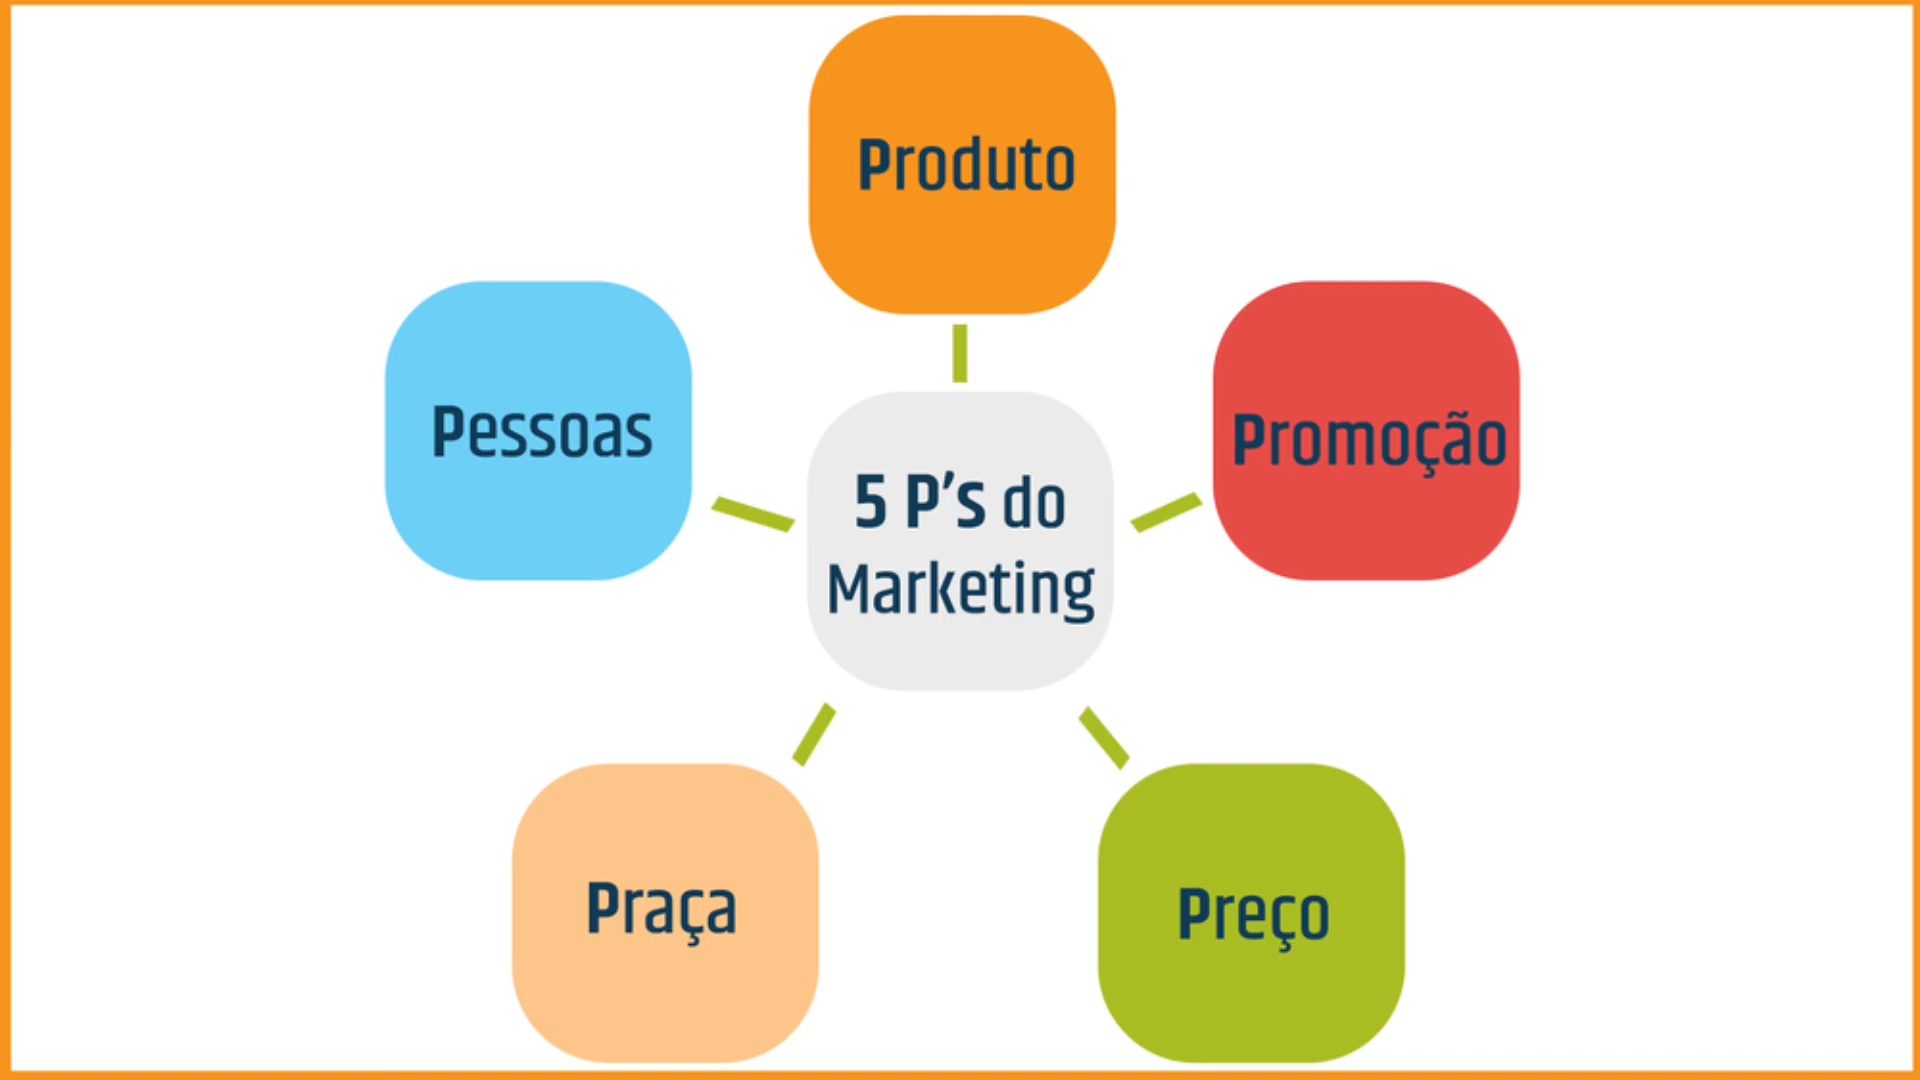 Produto
Pessoas
Promoção
5 P’s do
Marketing
Praça
Preço